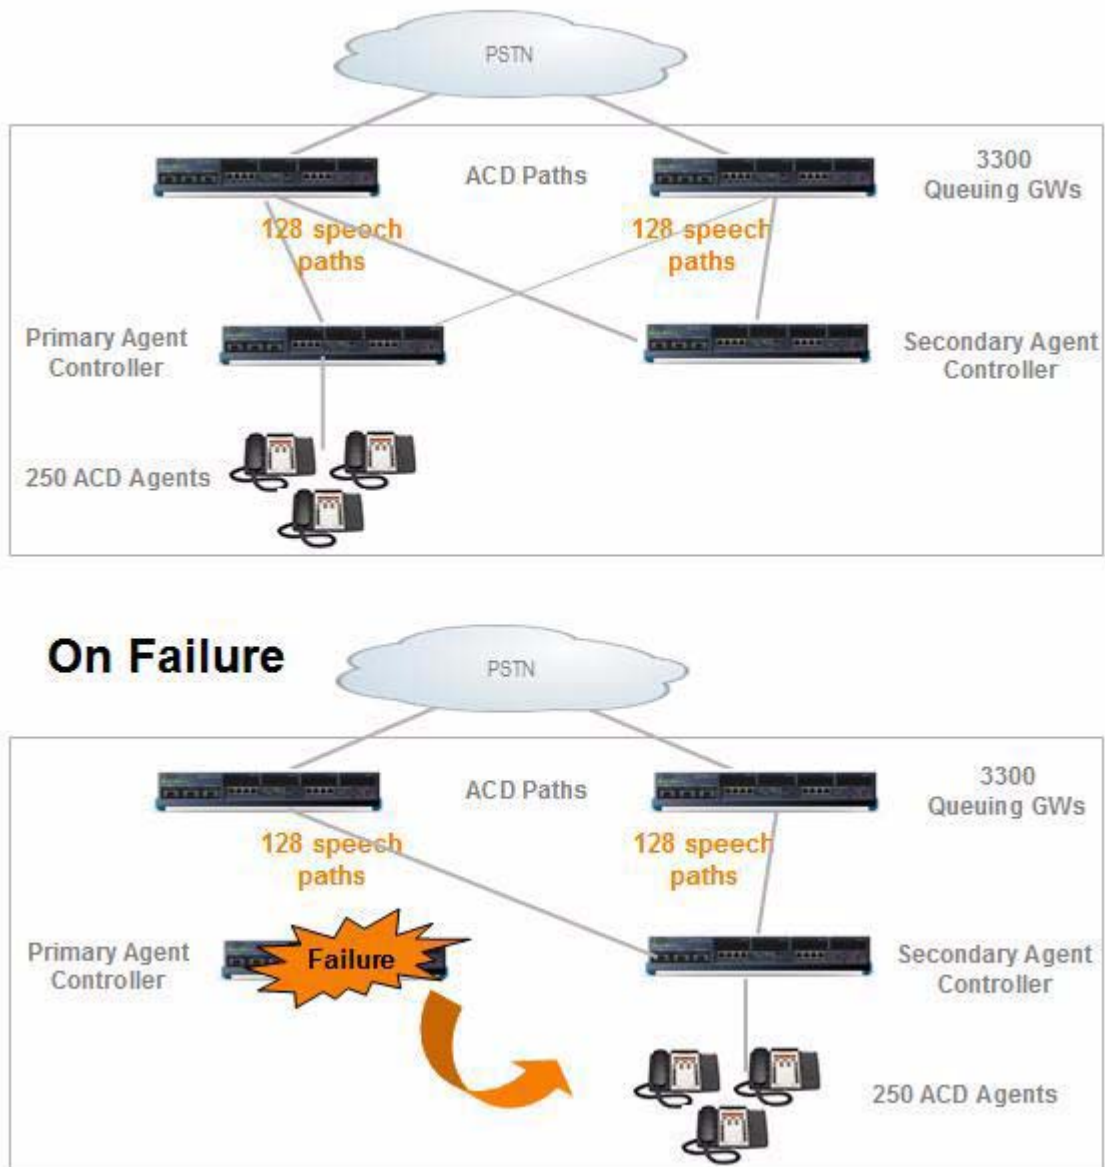 PSTN
ACD Paths
3300
Queuing GWs
128 speech
paths
128 speech
paths
Primary Agent
Controller
Secondary Agent
Controller
250 ACD Agents
On Failure
PSTN
ACD Paths
3300
Queuing GWs
128 speech
paths
128 speech
paths
Primary Agent
Controller
Failure
Secondary Agent
Controller
250 ACD Agents